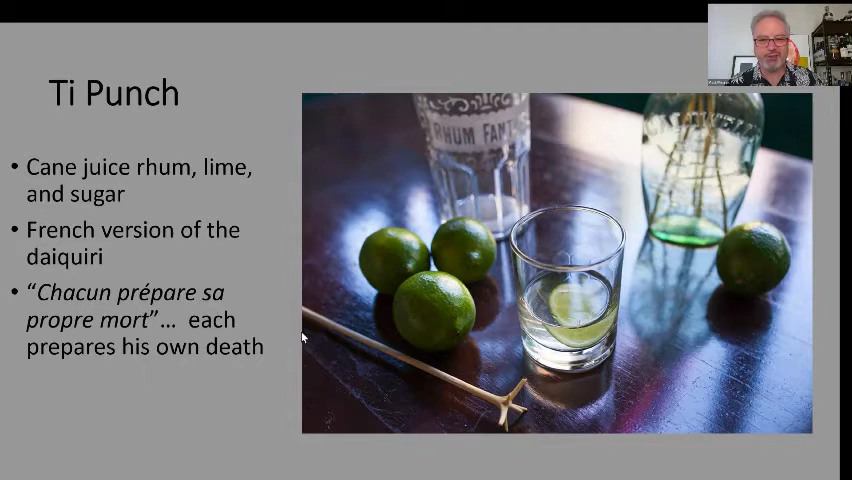 Ti Punch
• Cane juice rhum, lime,
and sugar
• French version of the
daiquiri
• “Chacun prépare sa
propre mort”… each
prepares his own death
RHUM FANT